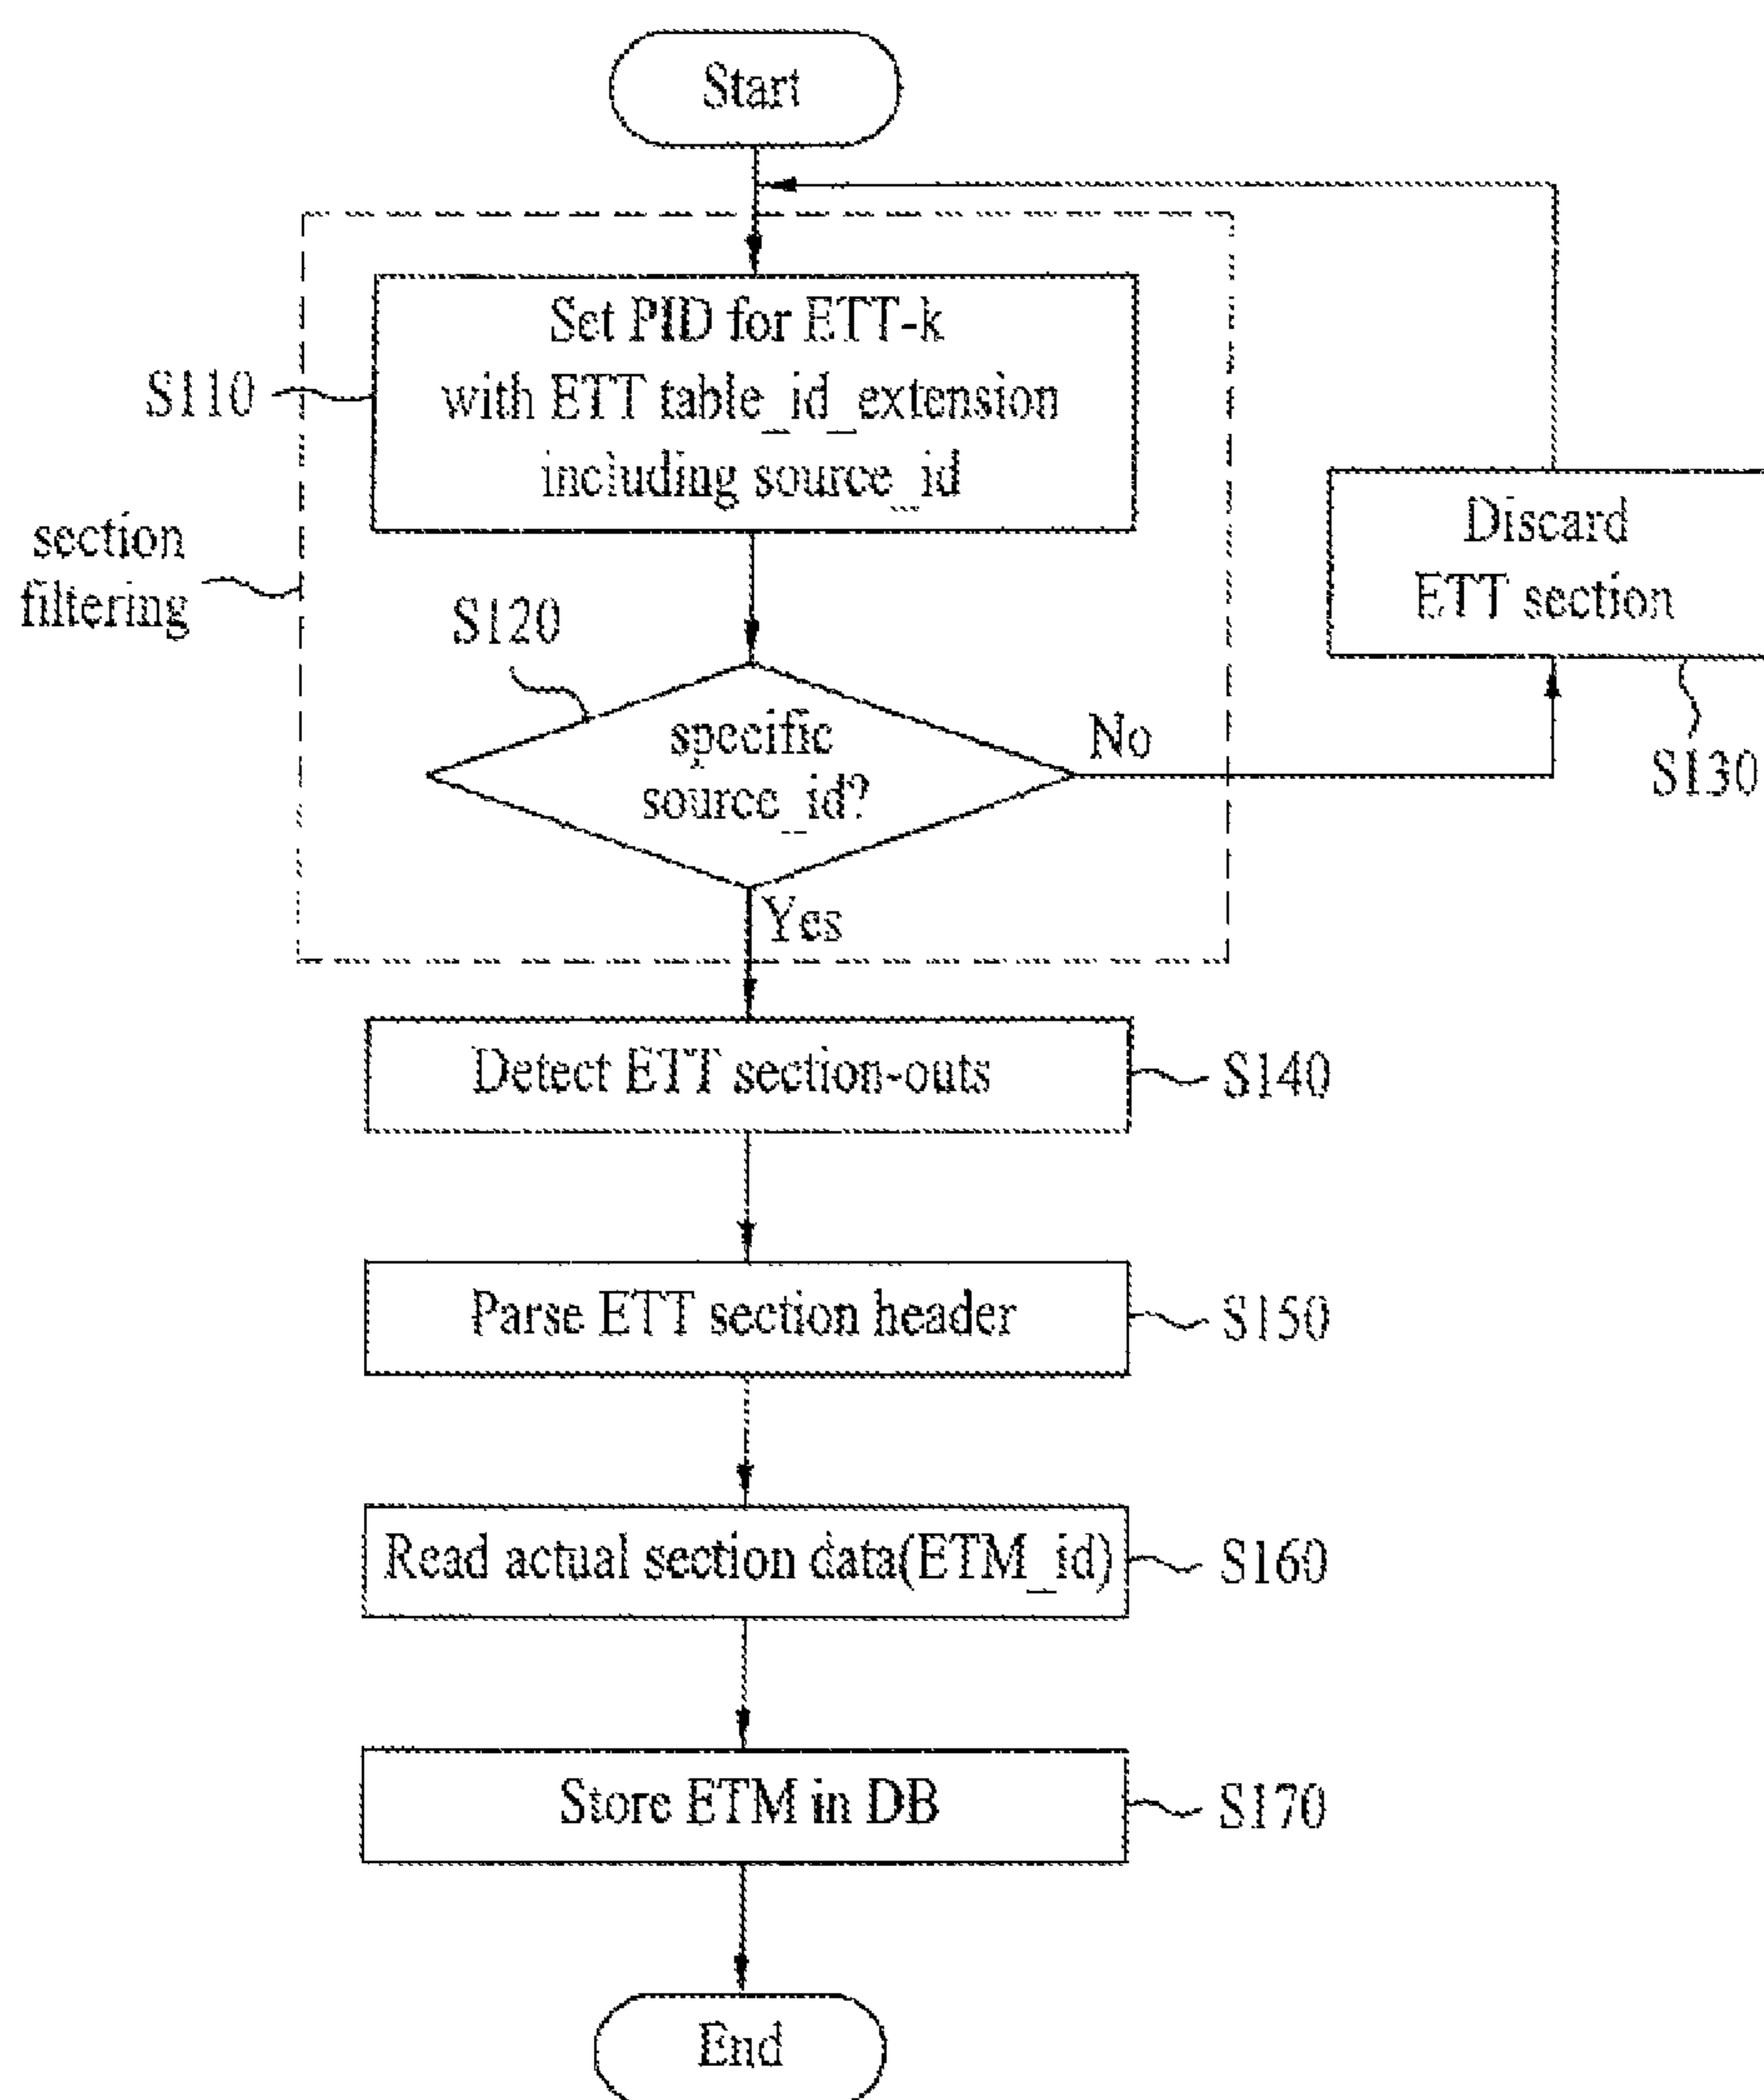 Start
Set PID for ETT-k
with ETT table_id_extension
including source_id
S110
section
filtering
S120
specific
source_id?
No
Yes
Discard
ETT section
S130
Detect ETT section-outs
S140
Parse ETT section header
S150
Read actual section data(ETM_id)
S160
Store ETM in DB
S170
End